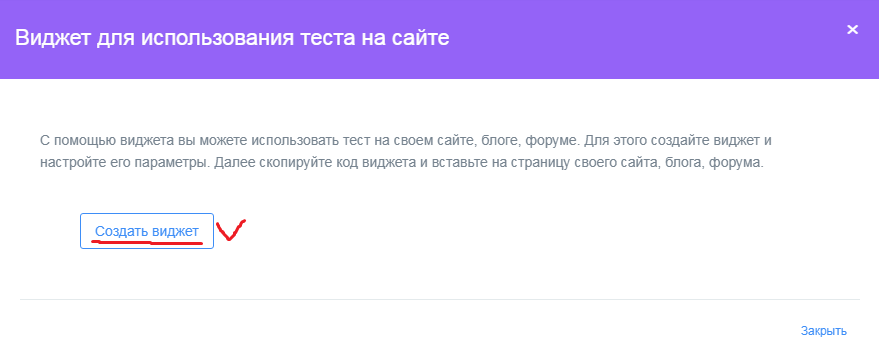 Виджет для использования теста на сайте
×
С помощью виджета вы можете использовать тест на своем сайте, блоге, форуме. Для этого создайте виджет и
настройте его параметры. Далее скопируйте код виджета и вставьте на страницу своего сайта, блога, форума.
Создать виджет
Закрыть